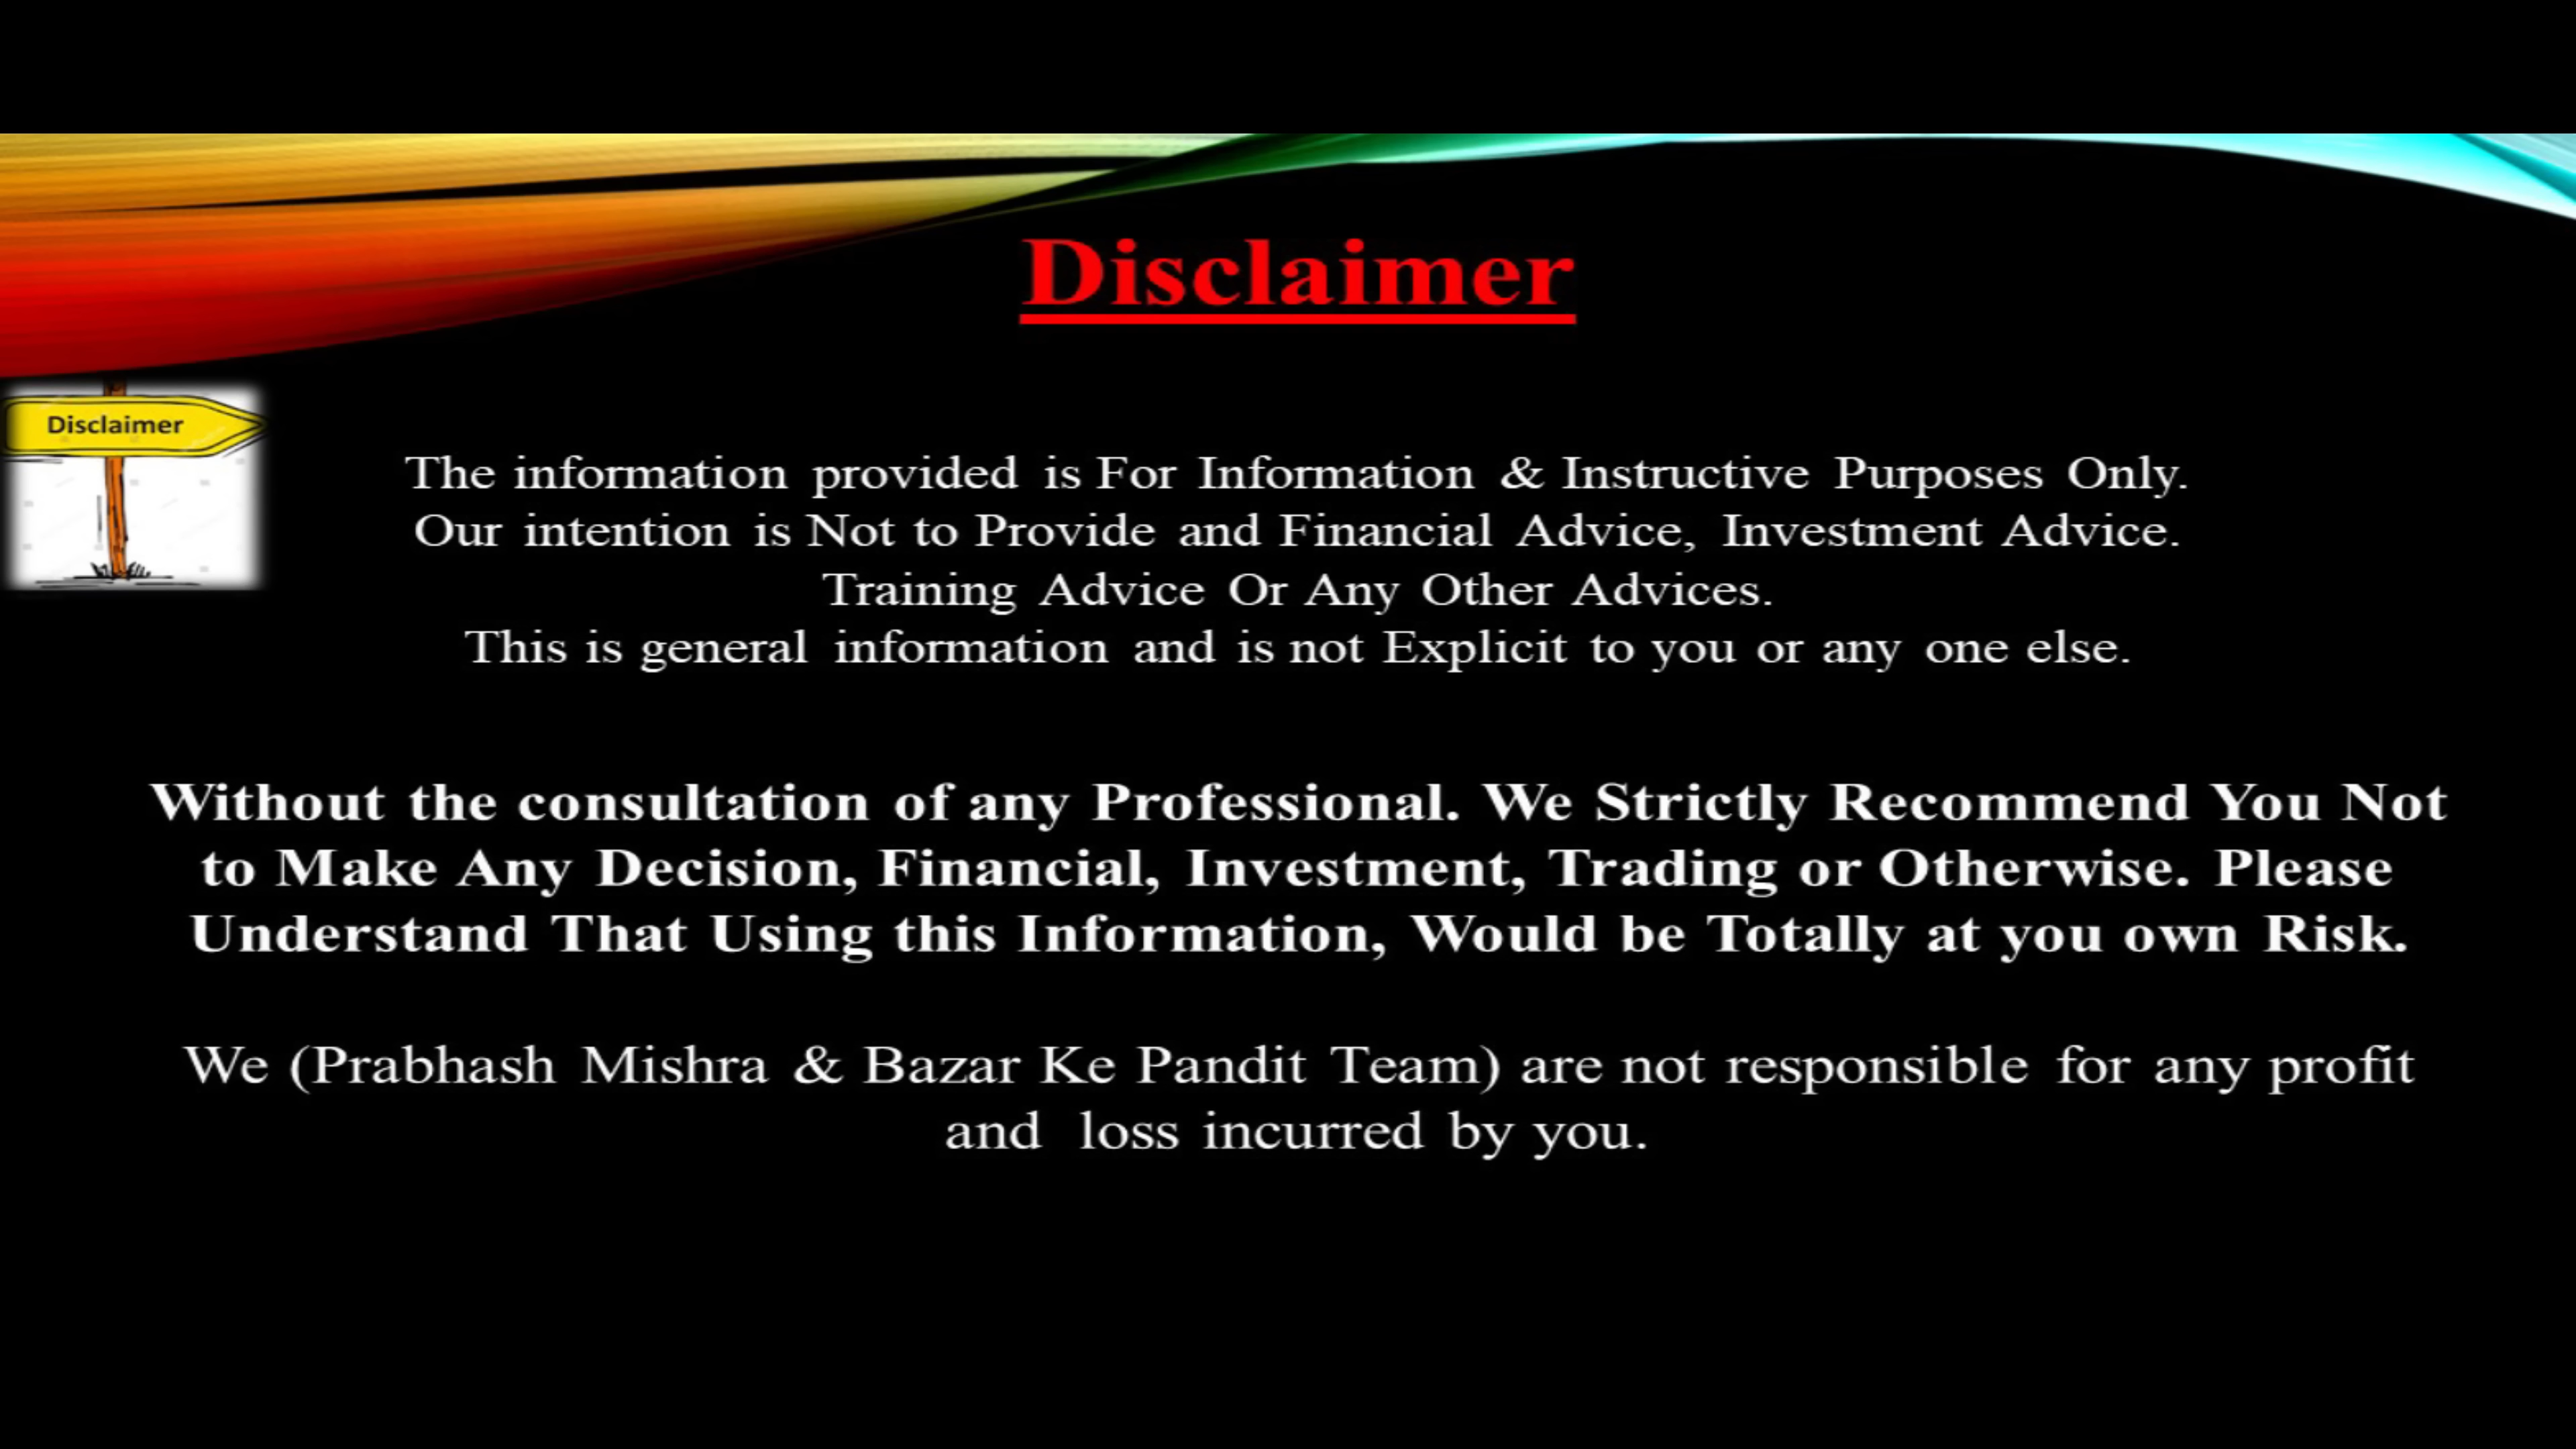 Disclaimer
Disclaimer
The information provided is For Information & Instructive Purposes Only.
Our intention is Not to Provide and Financial Advice, Investment Advice.
Training Advice Or Any Other Advices.
This is general information and is not Explicit to you or any one else.
Without the consultation of any Professional. We Strictly Recommend You Not
to Make Any Decision, Financial, Investment, Trading or Otherwise. Please
Understand That Using this Information, Would be Totally at you own Risk.
We (Prabhash Mishra & Bazar Ke Pandit Team) are not responsible for any profit
and loss incurred by you.